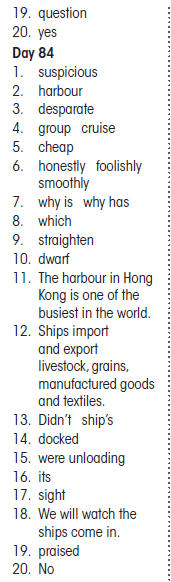 19. question
20. yes
Day 84
1. suspicious
2. harbour
3. desparate
4. group cruise
5. cheap
6. honestly foolishly
smoothly
7. why is why has
8. which
9. straighten
10. dwarf
11. The harbour in Hong
Kong is one of the
busiest in the world.
12. Ships import
and export
livestock, grains,
manufactured goods
and textiles.
13. Didn't ship's
14. docked
15. were unloading
16. its
17. sight
18. We will watch the
ships come in.
19. praised
20. No